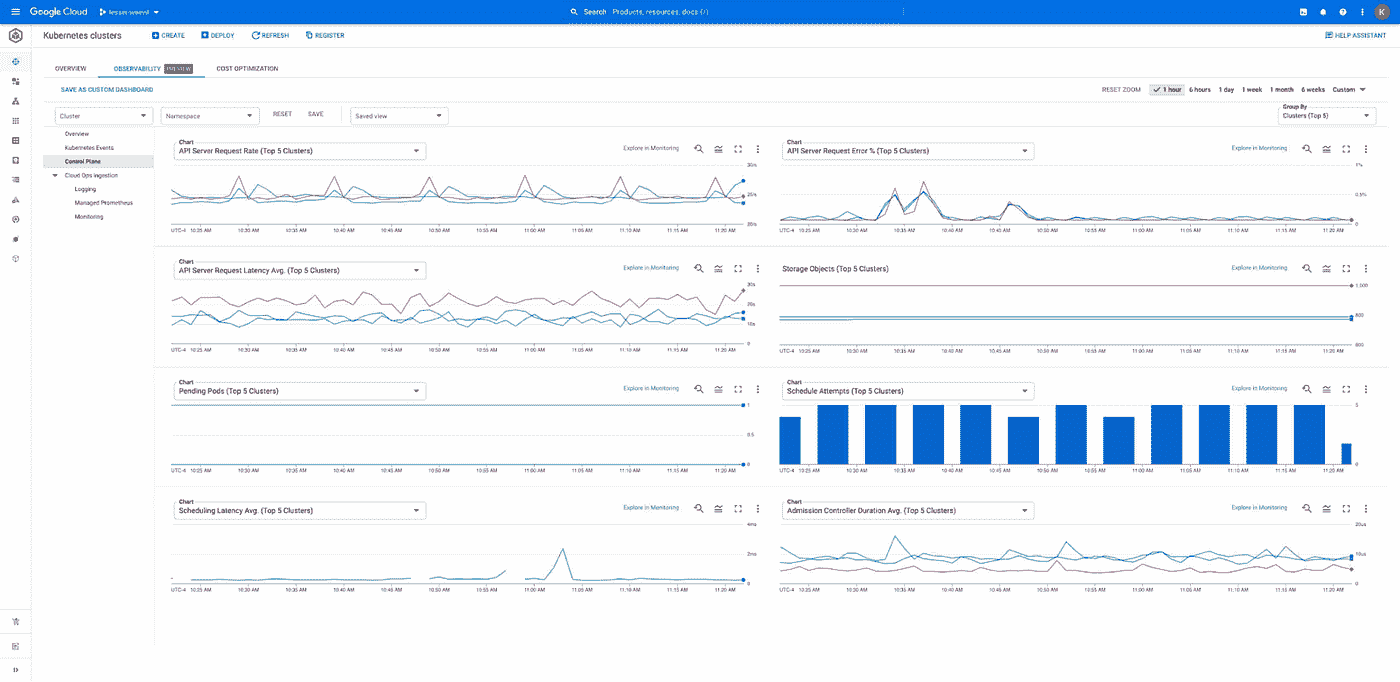 Google Cloud
Search Products, resources, docs (/)
K
Kubernetes clusters
CREATE
DEPLOY
REFRESH
REGISTER
HELP ASSISTANT
OVERVIEW
OBSERVABILITY PREVIEW
COST OPTIMIZATION
SAVE AS CUSTOM DASHBOARD
RESET ZOOM
1 hour
6 hours
1 day
1 week
1 month
6 weeks
Custom
Cluster
Namespace
RESET
SAVE
Saved view
Group By
Clusters (Top 5)
Overview
Kubernetes Events
Control Plane
Cloud Ops Ingestion
Logging
Managed Prometheus
Monitoring
Chart
API Server Request Rate (Top 5 Clusters)
Explore in Monitoring
UTC-4 10:25 AM 10:30 AM 10:35 AM 10:40 AM 10:45 AM 10:50 AM 10:55 AM 11:00 AM 11:05 AM 11:10 AM 11:15 AM 11:20 AM
Chart
API Server Request Error % (Top 5 Clusters)
Explore in Monitoring
1%
0.5%
0
UTC-4 10:25 AM 10:30 AM 10:35 AM 10:40 AM 10:45 AM 10:50 AM 10:55 AM 11:00 AM 11:05 AM 11:10 AM 11:15 AM 11:20 AM
Chart
API Server Request Latency Avg. (Top 5 Clusters)
Explore in Monitoring
0
UTC-4 10:25 AM 10:30 AM 10:35 AM 10:40 AM 10:45 AM 10:50 AM 10:55 AM 11:00 AM 11:05 AM 11:10 AM 11:15 AM 11:20 AM
Storage Objects (Top 5 Clusters)
Explore in Monitoring
1,000
UTC-4 10:25 AM 10:30 AM 10:35 AM 10:40 AM 10:45 AM 10:50 AM 10:55 AM 11:00 AM 11:05 AM 11:10 AM 11:15 AM 11:20 AM
Chart
Pending Pods (Top 5 Clusters)
Explore in Monitoring
1
0.5
0
UTC-4 10:25 AM 10:30 AM 10:35 AM 10:40 AM 10:45 AM 10:50 AM 10:55 AM 11:00 AM 11:05 AM 11:10 AM 11:15 AM 11:20 AM
Chart
Schedule Attempts (Top 5 Clusters)
Explore in Monitoring
5
0
UTC-4 10:25 AM 10:30 AM 10:35 AM 10:40 AM 10:45 AM 10:50 AM 10:55 AM 11:00 AM 11:05 AM 11:10 AM 11:15 AM 11:20 AM
Chart
Scheduling Latency Avg. (Top 5 Clusters)
Explore in Monitoring
4ms
2ms
0
UTC-4 10:25 AM 10:30 AM 10:35 AM 10:40 AM 10:45 AM 10:50 AM 10:55 AM 11:00 AM 11:05 AM 11:10 AM 11:15 AM 11:20 AM
Chart
Admission Controller Duration Avg. (Top 5 Clusters)
Explore in Monitoring
0
UTC-4 10:25 AM 10:30 AM 10:35 AM 10:40 AM 10:45 AM 10:50 AM 10:55 AM 11:00 AM 11:05 AM 11:10 AM 11:15 AM 11:20 AM